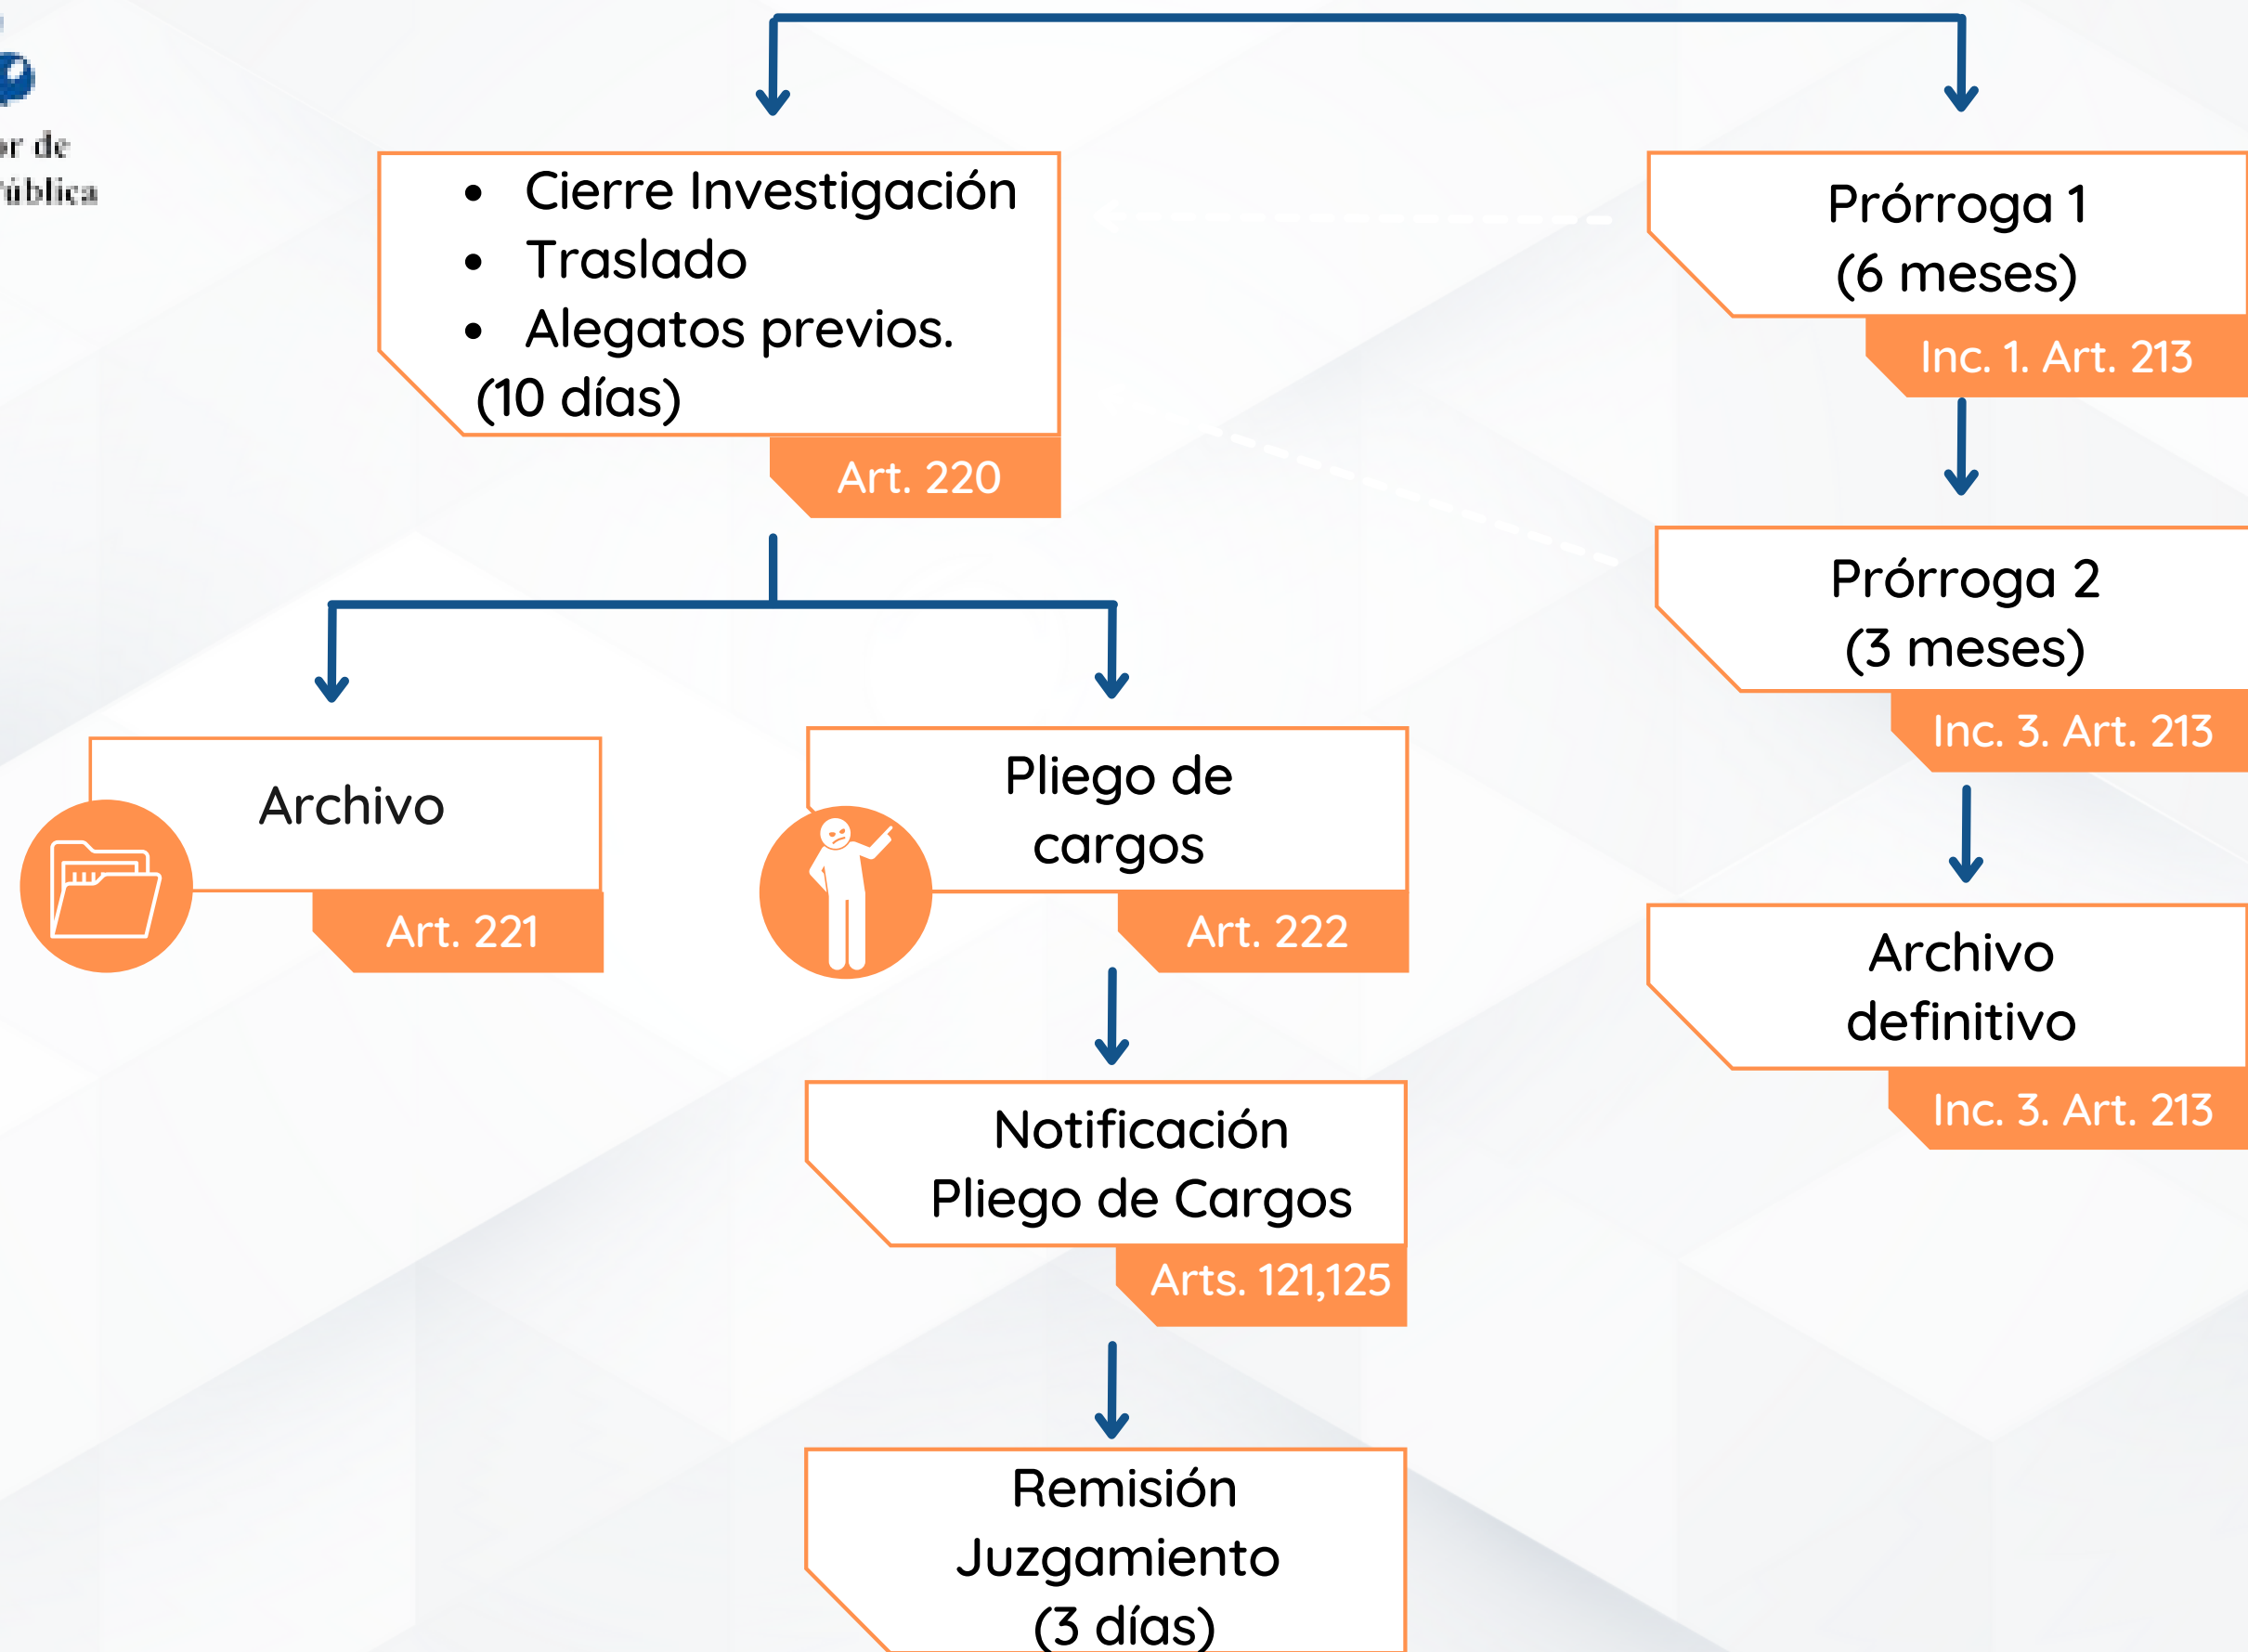 de
• Cierre Investigación
• Traslado
• Alegatos previos.
(10 días)
Art. 220
Prórroga 1
(6 meses)
Inc. 1. Art. 213
Prórroga 2
(3 meses)
Inc. 3. Art. 213
Archivo
definitivo
Inc. 3. Art. 213
Archivo
Art. 221
Pliego de
cargos
Art. 222
Notificación
Pliego de Cargos
Arts. 121,125
Remisión
Juzgamiento
(3 días)